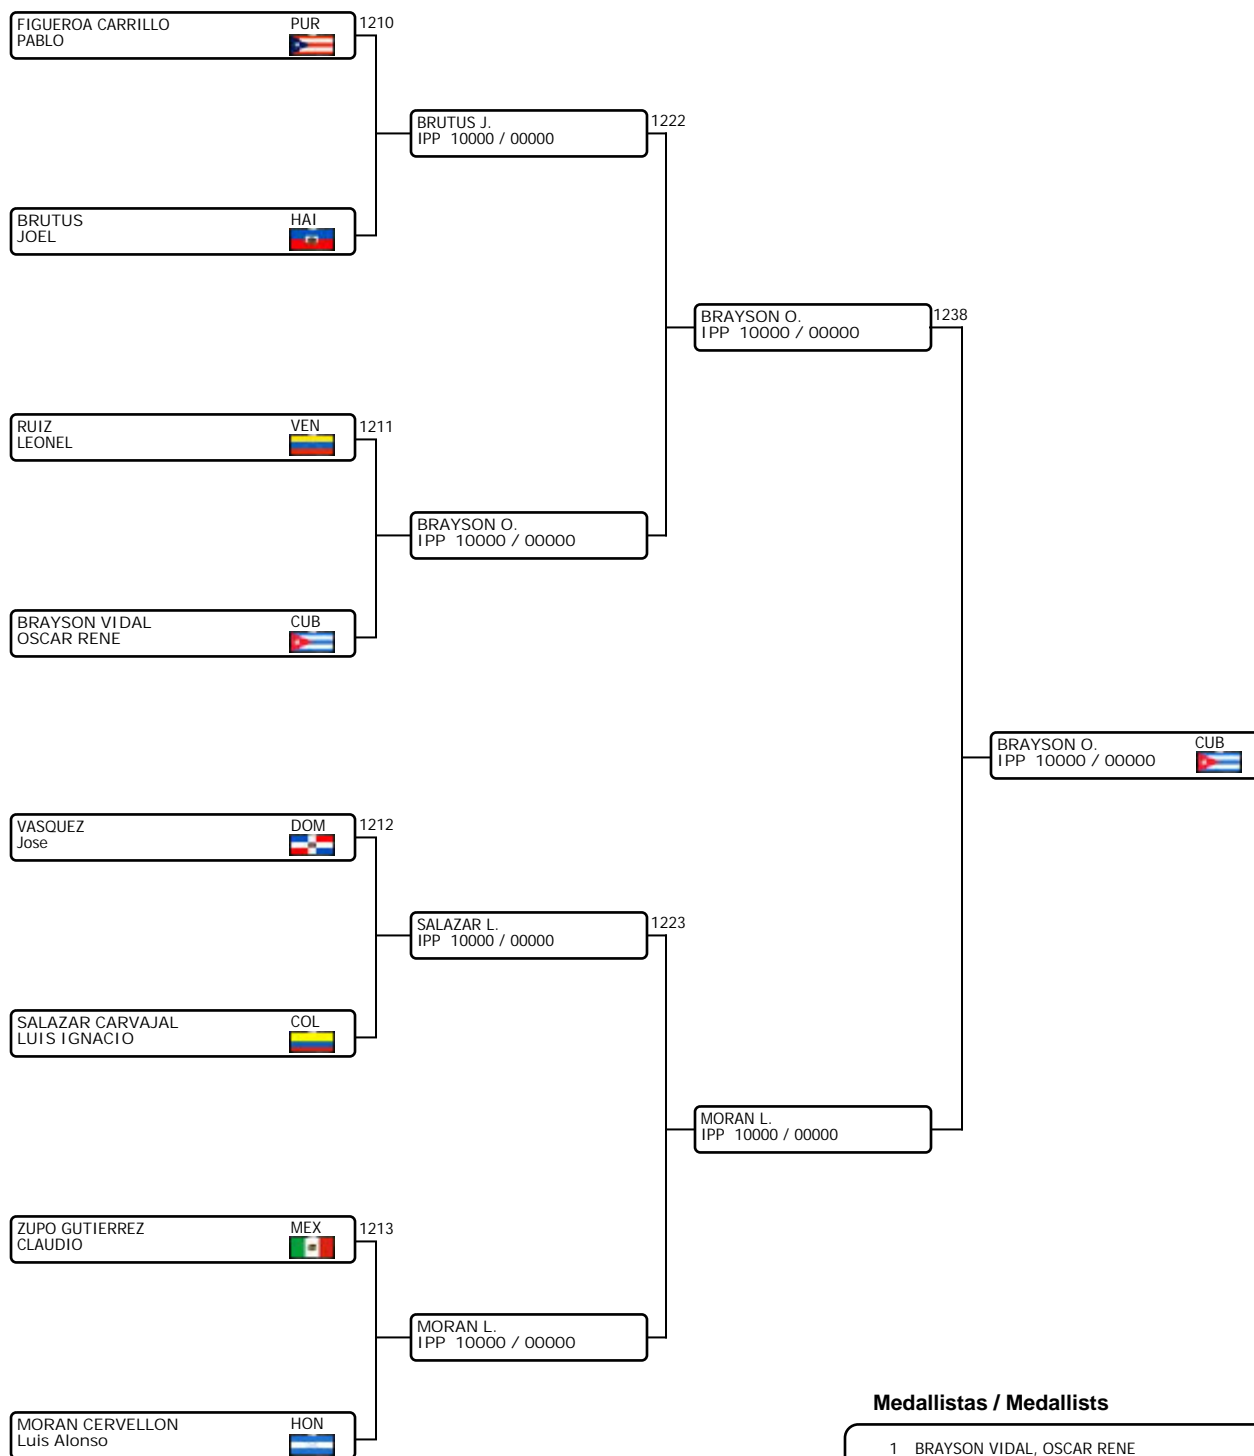 FIGUEROA CARRILLO PUR 1210
PABLO
BRUTUS J. 1222
IPP 10000 / 00000
BRUTUS HAI
JOEL
BRAYSON O. 1238
IPP 10000 / 00000
RUIZ VEN 1211
LEONEL
BRAYSON O.
IPP 10000 / 00000
BRAYSON VIDAL CUB
OSCAR RENE
BRAYSON O. CUB
IPP 10000 / 00000
VASQUEZ DOM 1212
Jose
SALAZAR L. 1223
IPP 10000 / 00000
SALAZAR CARVAJAL COL
LUIS IGNACIO
MORAN L.
IPP 10000 / 00000
ZUPO GUTIERREZ MEX 1213
CLAUDIO
MORAN L.
IPP 10000 / 00000
Medallistas / Medallists
MORAN CERVELLON HON
Luis Alonso
1 BRAYSON VIDAL, OSCAR RENE